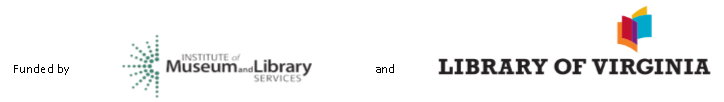 Funded by
INSTITUTE of
Museum and Library
SERVICES
and
LIBRARY OF VIRGINIA